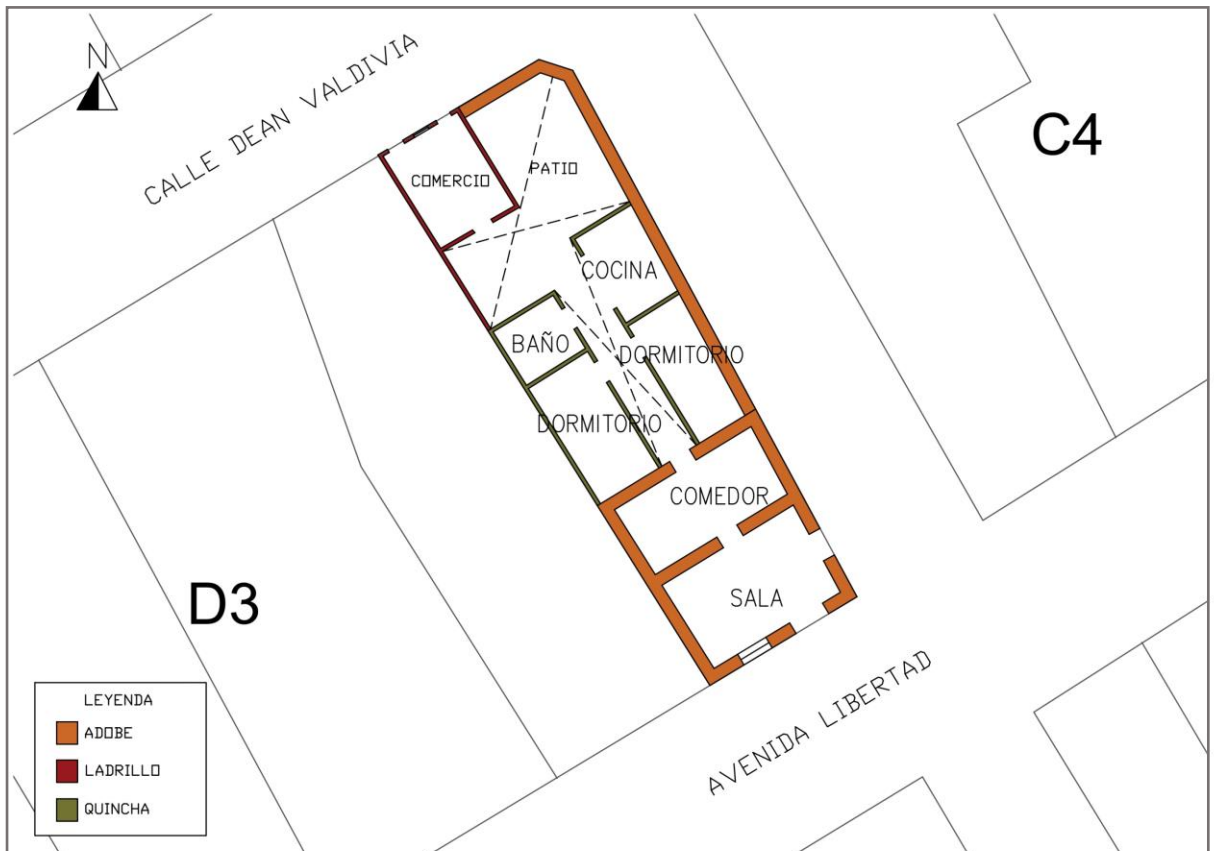 N
CALLE DEAN VALDIVIA
C4
COMERCIO
PATIO
COCINA
BAÑO
DORMITORIO
DORMITORIO
COMEDOR
D3
SALA
AVENIDA LIBERTAD
LEYENDA
ADOBE
LADRILLO
QUINCHA